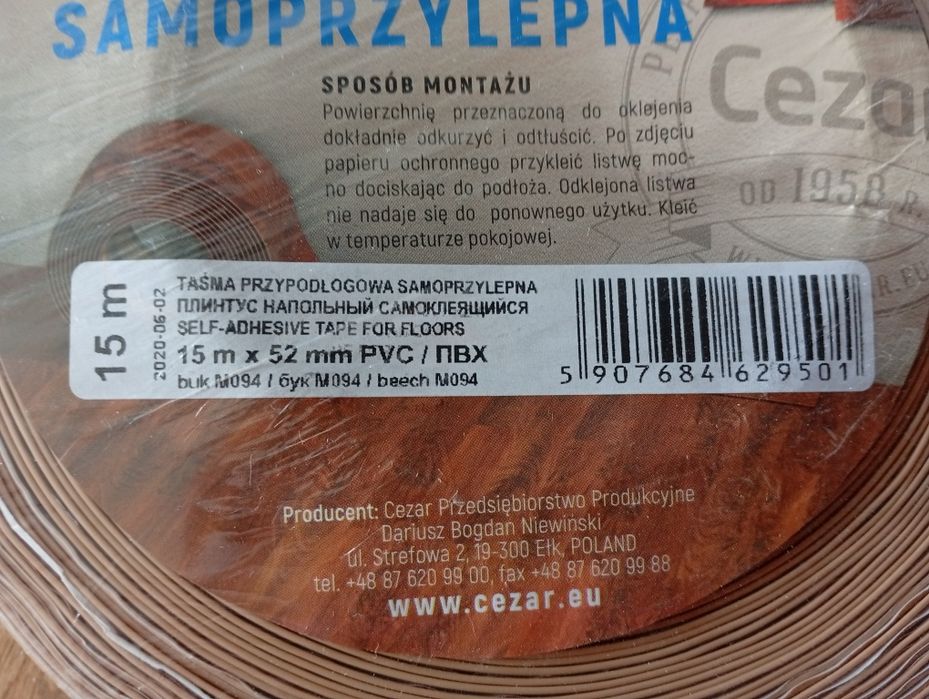 SAMOPRZYLEPNA
SPOSÓB MONTAŻU
Powierzchnię przeznaczoną do oklejenia
dokładnie odkurzyć i odtłuścić. Po zdjęciu
papieru ochronnego przykleić listwę moc-
no dociskając do podłoża. Odklejona listwa
nie nadaje się do ponownego użytku. Kleić
w temperaturze pokojowej.
Cezar
OD 1958 R.
15 m
2020-06-02
TAŚMA PRZYPODŁOGOWA SAMOPRZYLEPNA
ПЛИНТУС НАПОЛЬНЫЙ САМОКЛЕЯЩИЙСЯ
SELF-ADHESIVE TAPE FOR FLOORS
15 m x 52 mm PVC / ПВХ
buk M094 / бук M094 / beech M094
5 907684 629501
Producent: Cezar Przedsiębiorstwo Produkcyjne
Dariusz Bogdan Niewiński
ul. Strefowa 2, 19-300 Ełk, POLAND
tel. +48 87 620 99 00, fax +48 87 620 99 88
www.cezar.eu